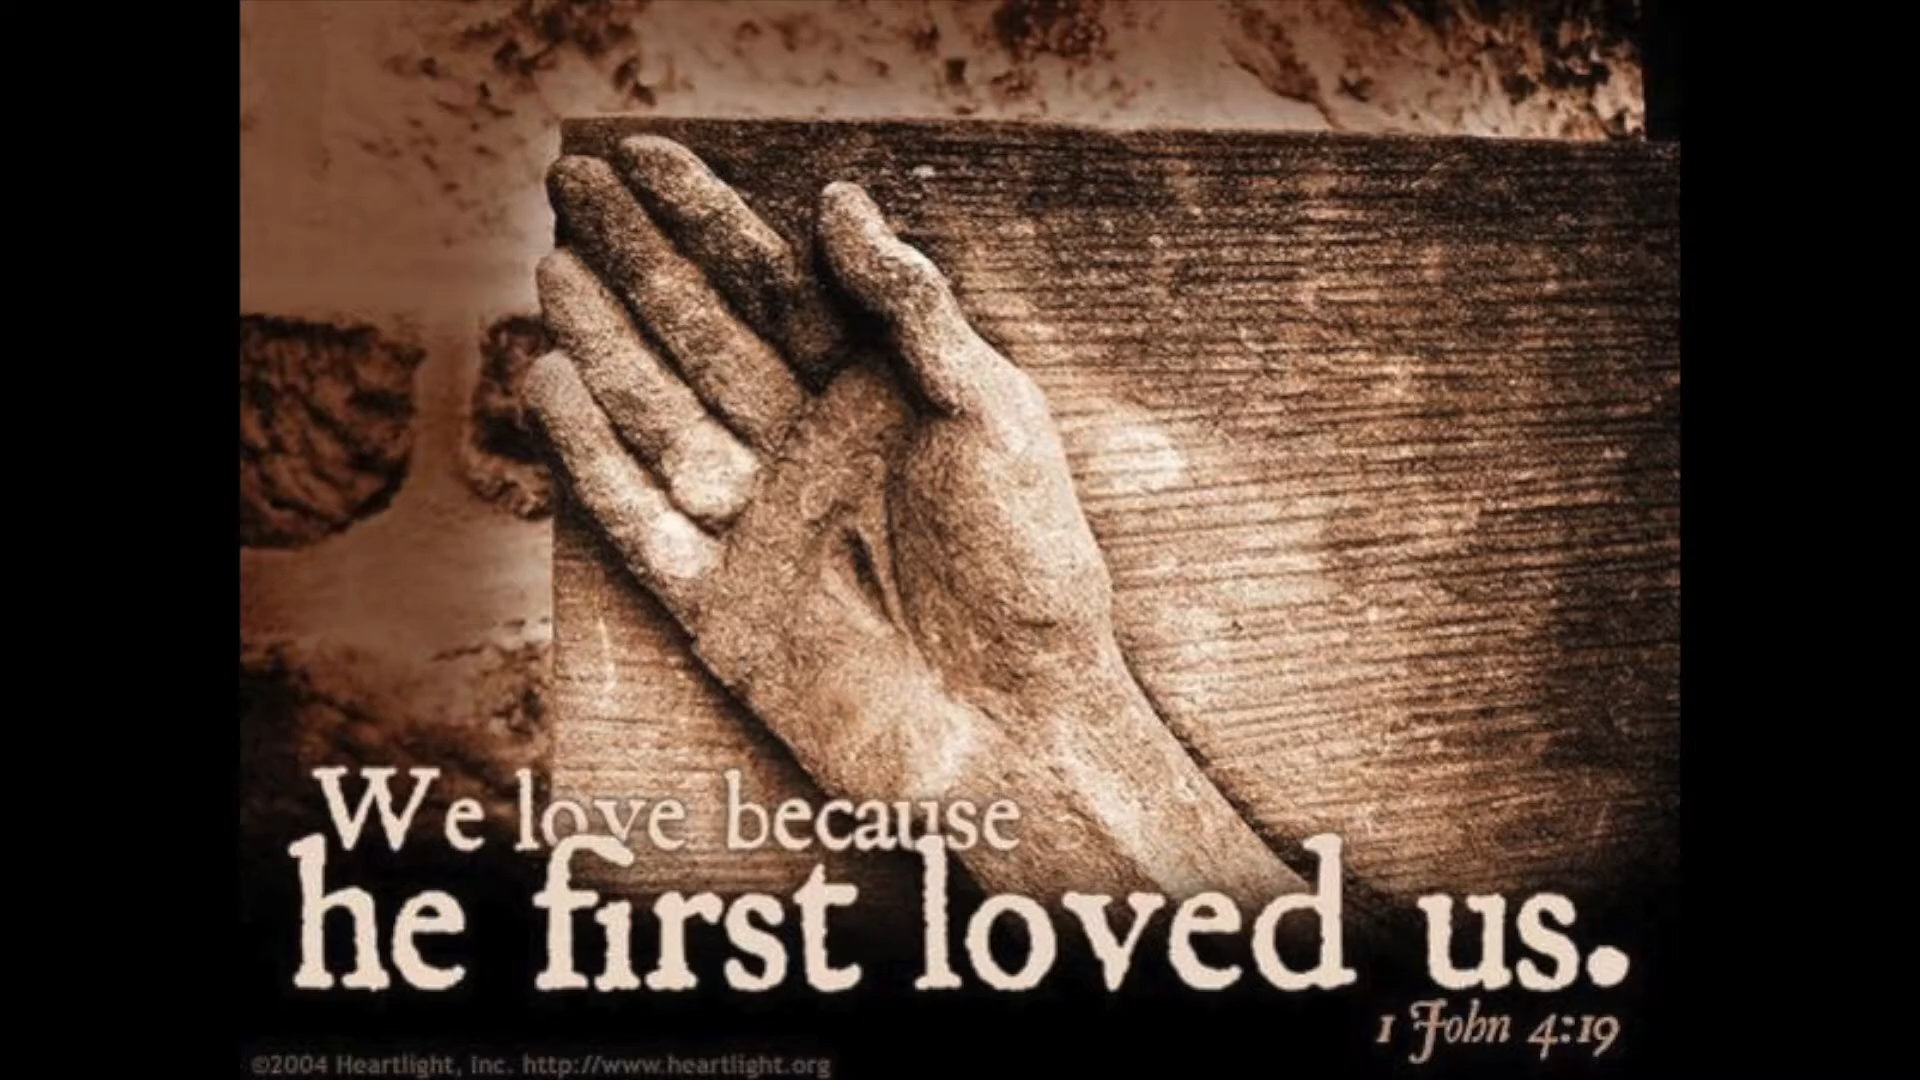 We love because
he first loved us.
1 John 4:19
©2004 Heartlight, Inc. http://www.heartlight.org